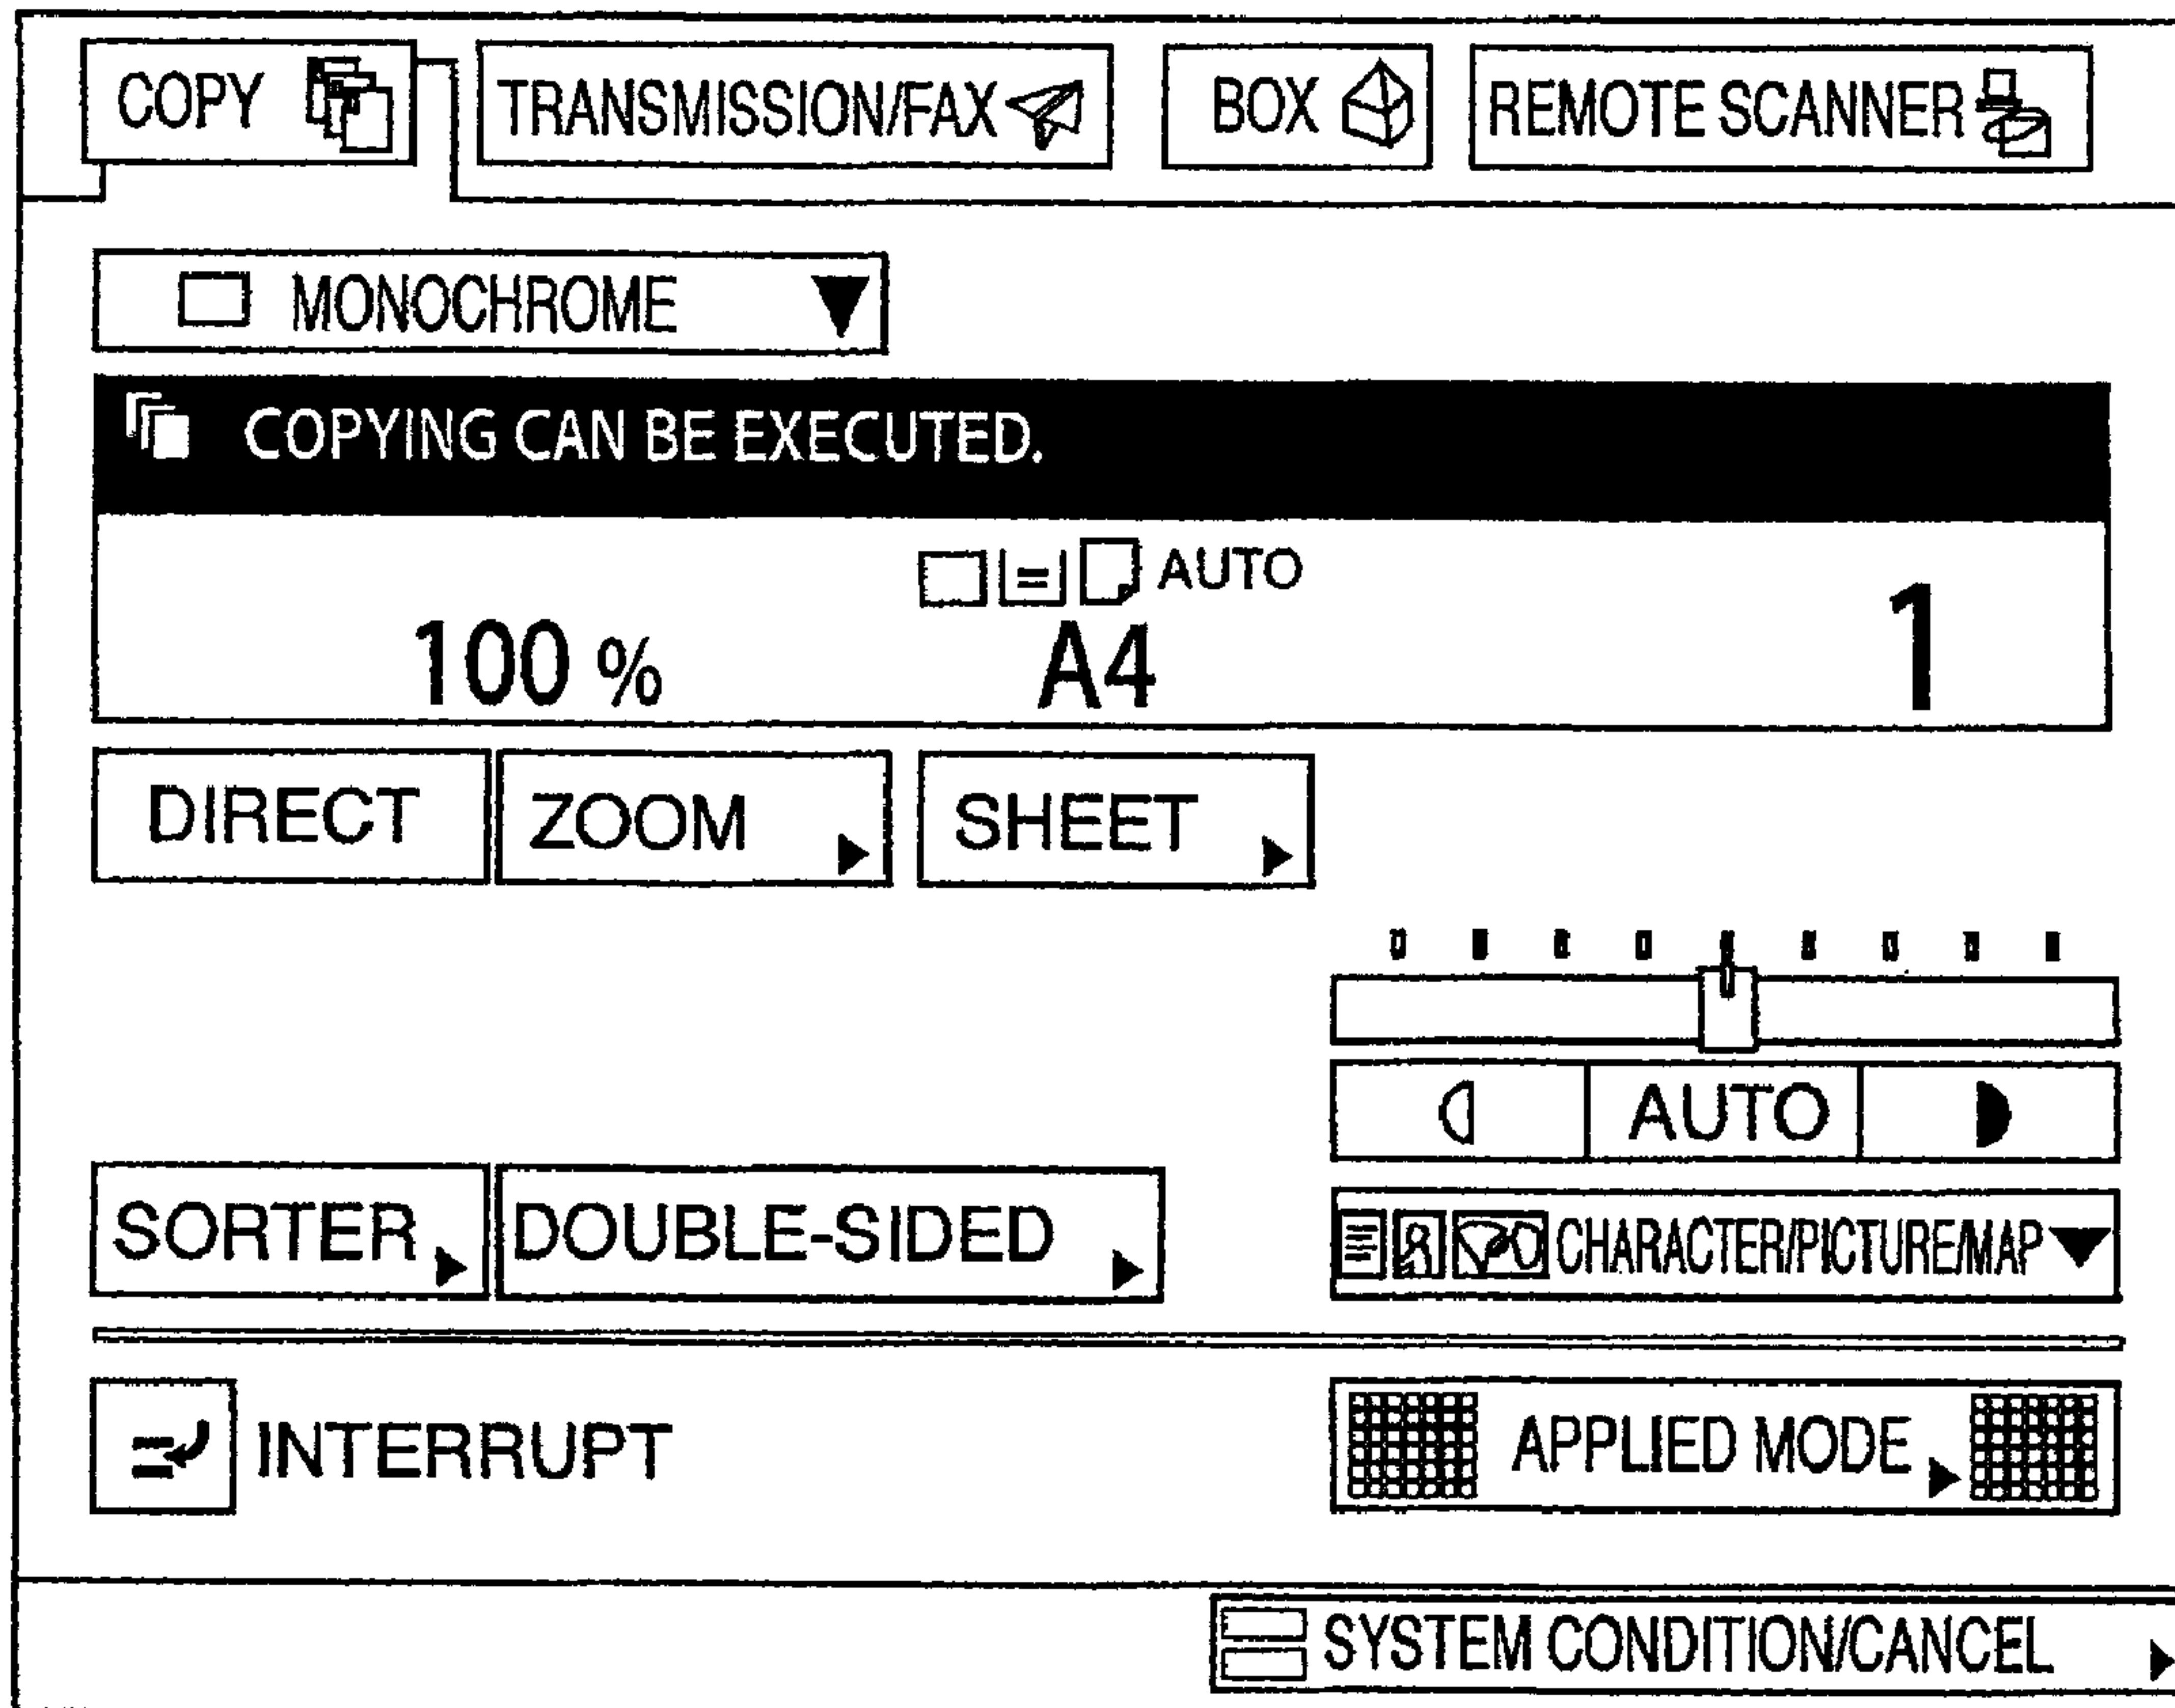 COPY TRANSMISSION/FAX BOX REMOTE SCANNER
MONOCHROME
COPYING CAN BE EXECUTED.
AUTO
100 % A4 1
DIRECT ZOOM SHEET
AUTO
SORTER DOUBLE-SIDED CHARACTER/PICTURE/MAP
INTERRUPT APPLIED MODE
SYSTEM CONDITION/CANCEL